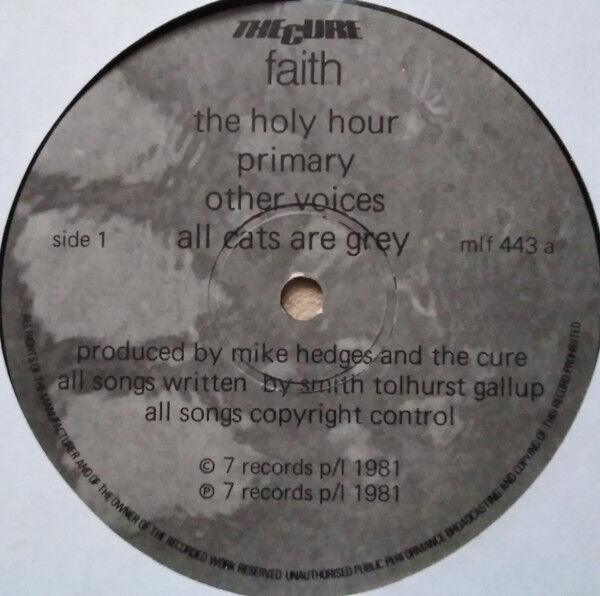 THE CURE
faith
the holy hour
primary
other voices
all cats are grey
side 1
mlf 443 a
produced by mike hedges and the cure
all songs written by smith tolhurst gallup
all songs copyright control
© 7 records p/l 1981
℗ 7 records p/l 1981
ALL RIGHTS OF THE MANUFACTURER AND OF THE OWNER OF THE RECORDED WORK RESERVED UNAUTHORISED PUBLIC PERFORMANCE BROADCASTING AND COPYING OF THIS RECORD PROHIBITED